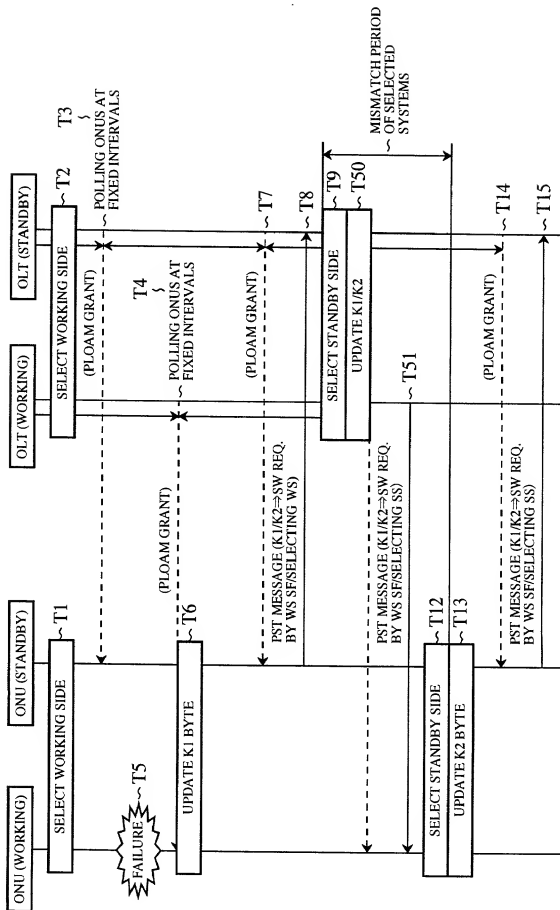 ONU (WORKING)
ONU (STANDBY)
OLT (WORKING)
OLT (STANDBY)
SELECT WORKING SIDE
T1
SELECT WORKING SIDE
T2
T3
POLLING ONUS AT
FIXED INTERVALS
(PLOAM GRANT)
T4
POLLING ONUS AT
FIXED INTERVALS
FAILURE
T5
(PLOAM GRANT)
UPDATE K1 BYTE
T6
(PLOAM GRANT)
T7
PST MESSAGE (K1/K2⇒SW REQ.
BY WS SF/SELECTING WS)
T8
SELECT STANDBY SIDE
T9
UPDATE K1/K2
T50
MISMATCH PERIOD
OF SELECTED
SYSTEMS
PST MESSAGE (K1/K2⇒SW REQ.
BY WS SF/SELECTING SS)
T51
SELECT STANDBY SIDE
T12
UPDATE K2 BYTE
T13
(PLOAM GRANT)
T14
PST MESSAGE (K1/K2⇒SW REQ.
BY WS SF/SELECTING SS)
T15